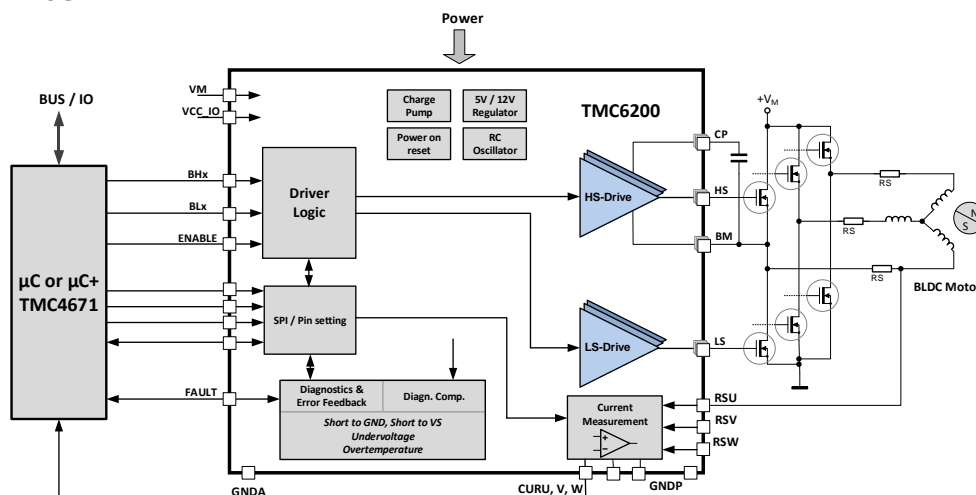 Power
BUS / IO
VM
VCC_IO
Charge
Pump
5V / 12V
Regulator
TMC6200
Power on
reset
RC
Oscillator
+VM
CP
BHx
BLx
ENABLE
Driver
Logic
HS-Drive
HS
BM
RS
RS
RS
N
S
BLDC Moto
µC or µC+
TMC4671
SPI / Pin setting
LS-Drive
LS
FAULT
Diagnostics &
Error Feedback
Diagn. Comp.
Short to GND, Short to VS
Undervoltage
Overtemperature
Current
Measurement
+
-
RSU
RSV
RSW
GNDA
CURU, V, W
GNDP